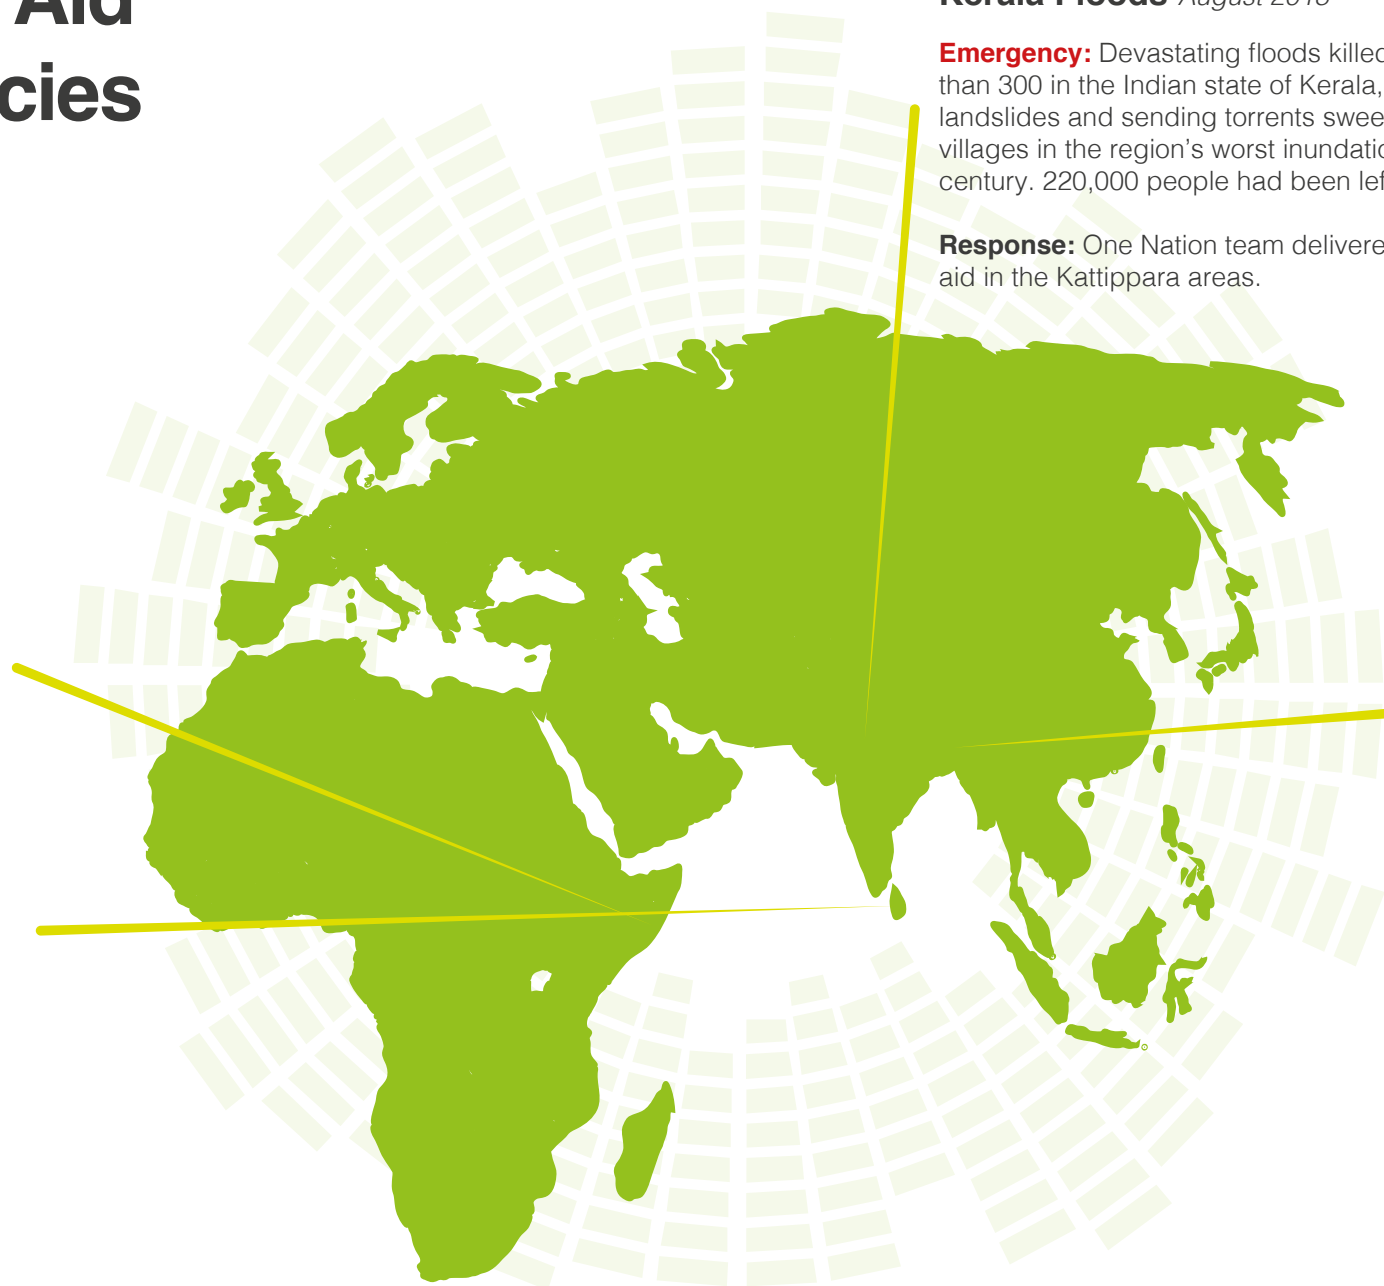 Aid
cies
Kerala Floods August 2018
Emergency: Devastating floods killed
than 300 in the Indian state of Kerala,
landslides and sending torrents swee
villages in the region's worst inundatio
century. 220,000 people had been lef
Response: One Nation team delivere
aid in the Kattippara areas.